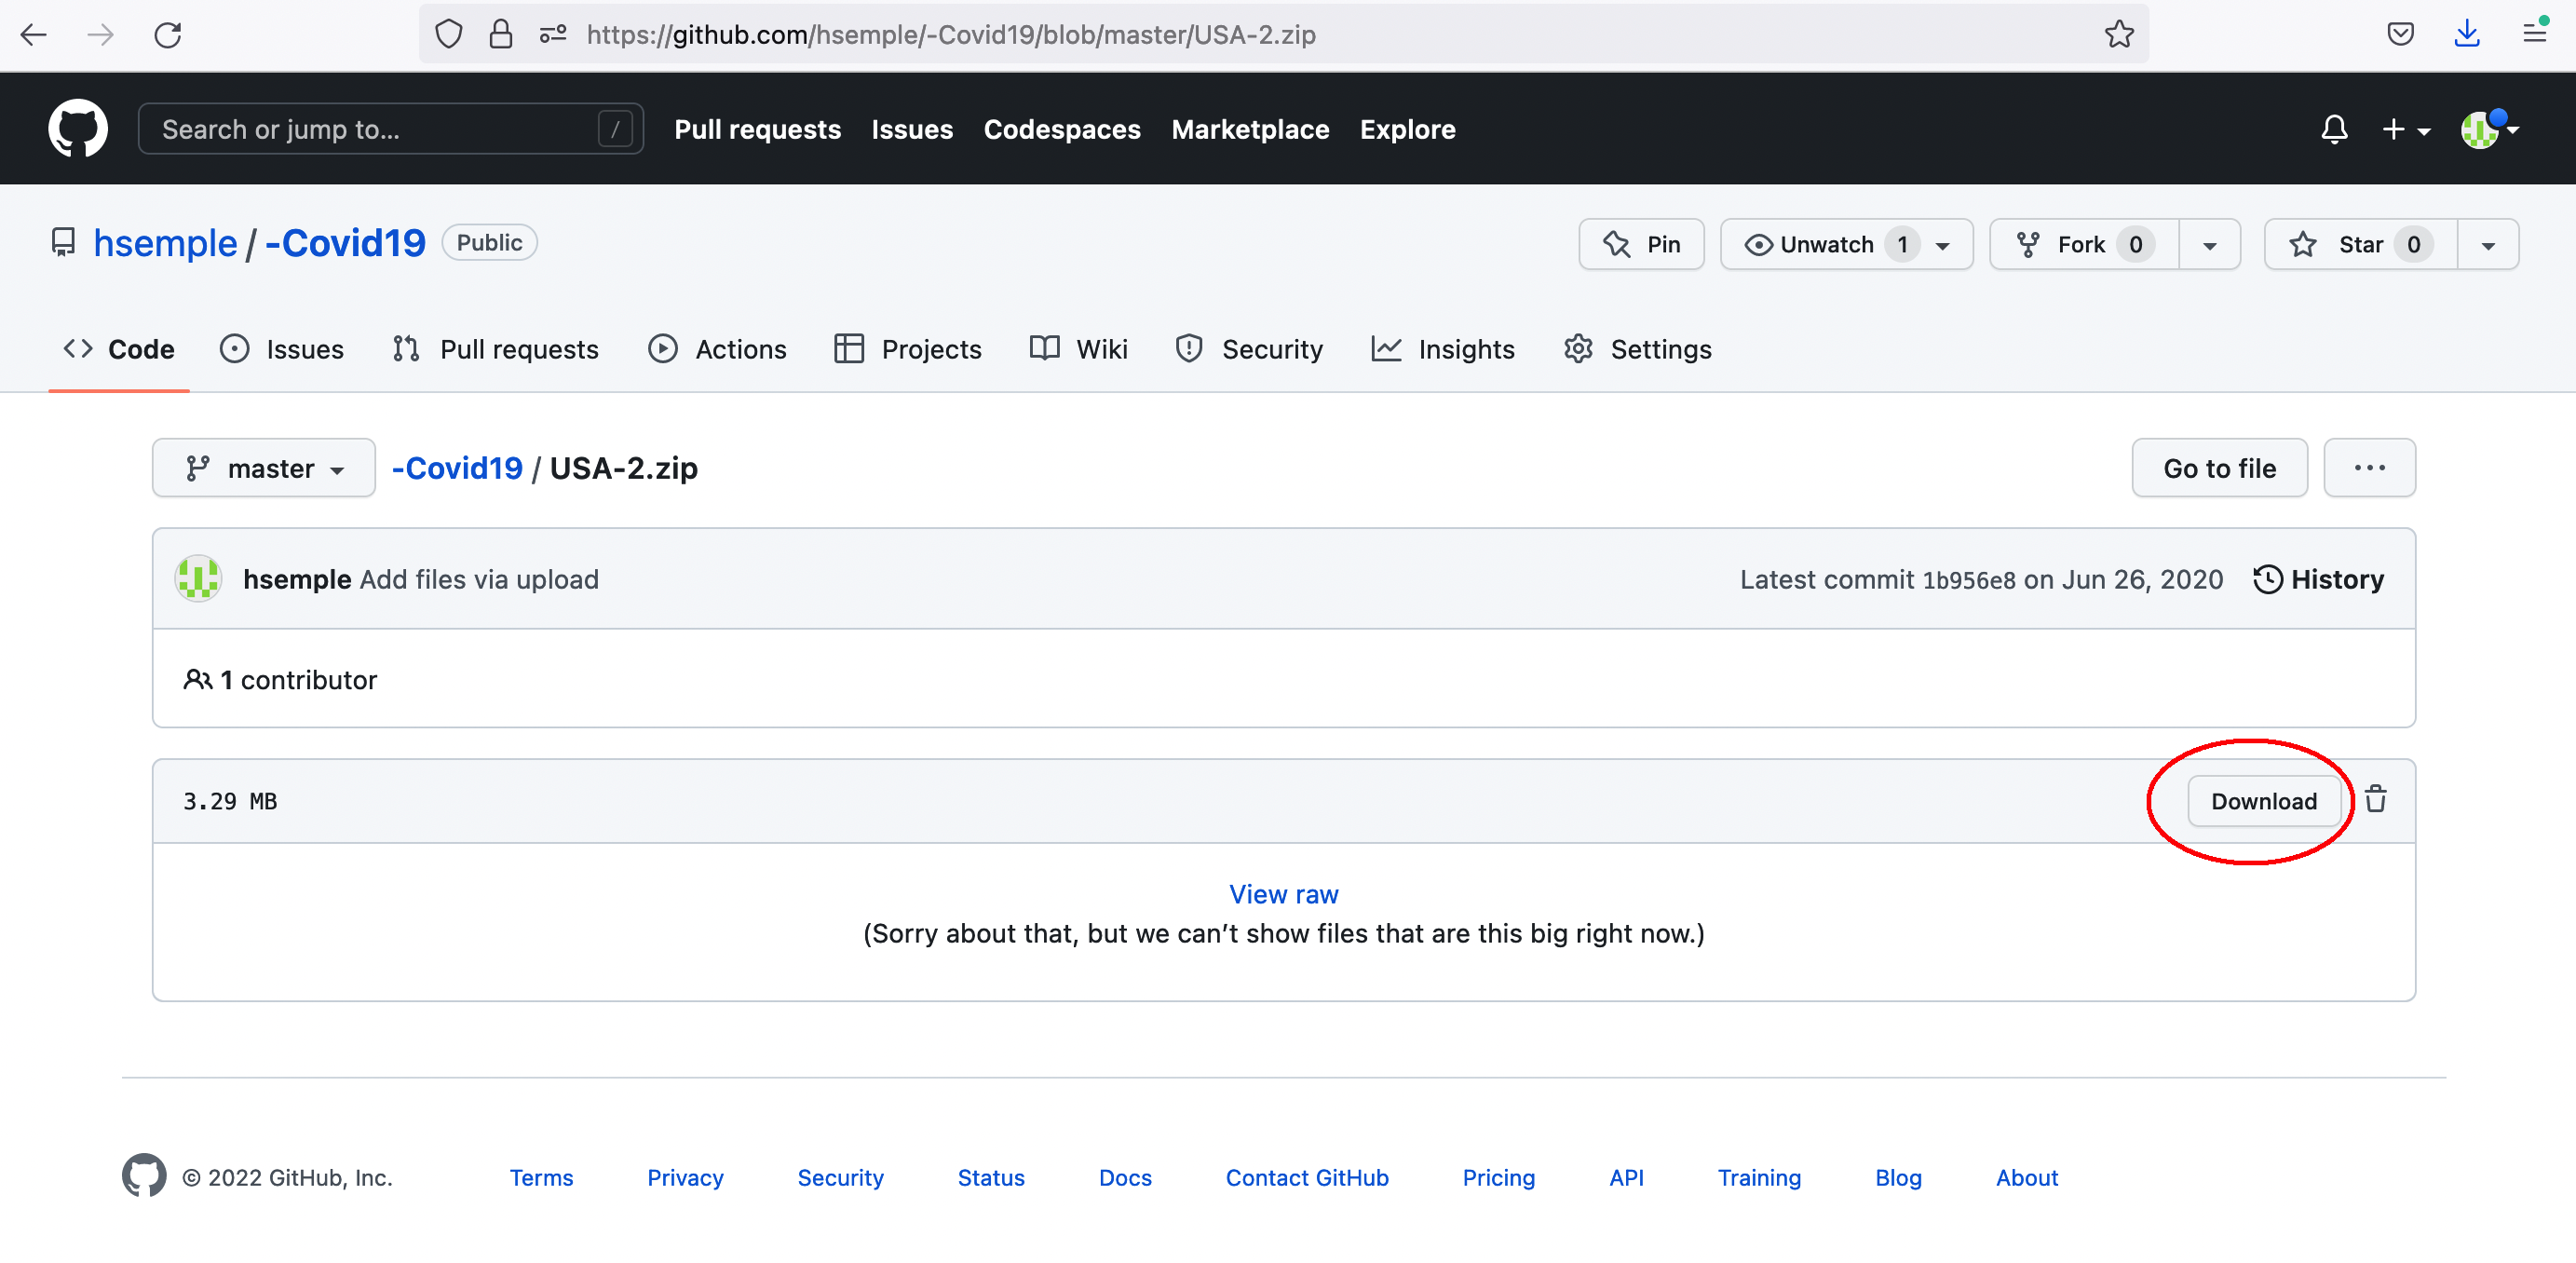 https://github.com/hsemple/-Covid19/blob/master/USA-2.zip
Search or jump to... / Pull requests Issues Codespaces Marketplace Explore
hsemple / -Covid19 Public Pin Unwatch 1 Fork 0 Star 0
Code Issues Pull requests Actions Projects Wiki Security Insights Settings
master -Covid19 / USA-2.zip Go to file ...
hsemple Add files via upload Latest commit 1b956e8 on Jun 26, 2020 History
1 contributor
3.29 MB Download
View raw
(Sorry about that, but we can’t show files that are this big right now.)
© 2022 GitHub, Inc. Terms Privacy Security Status Docs Contact GitHub Pricing API Training Blog About